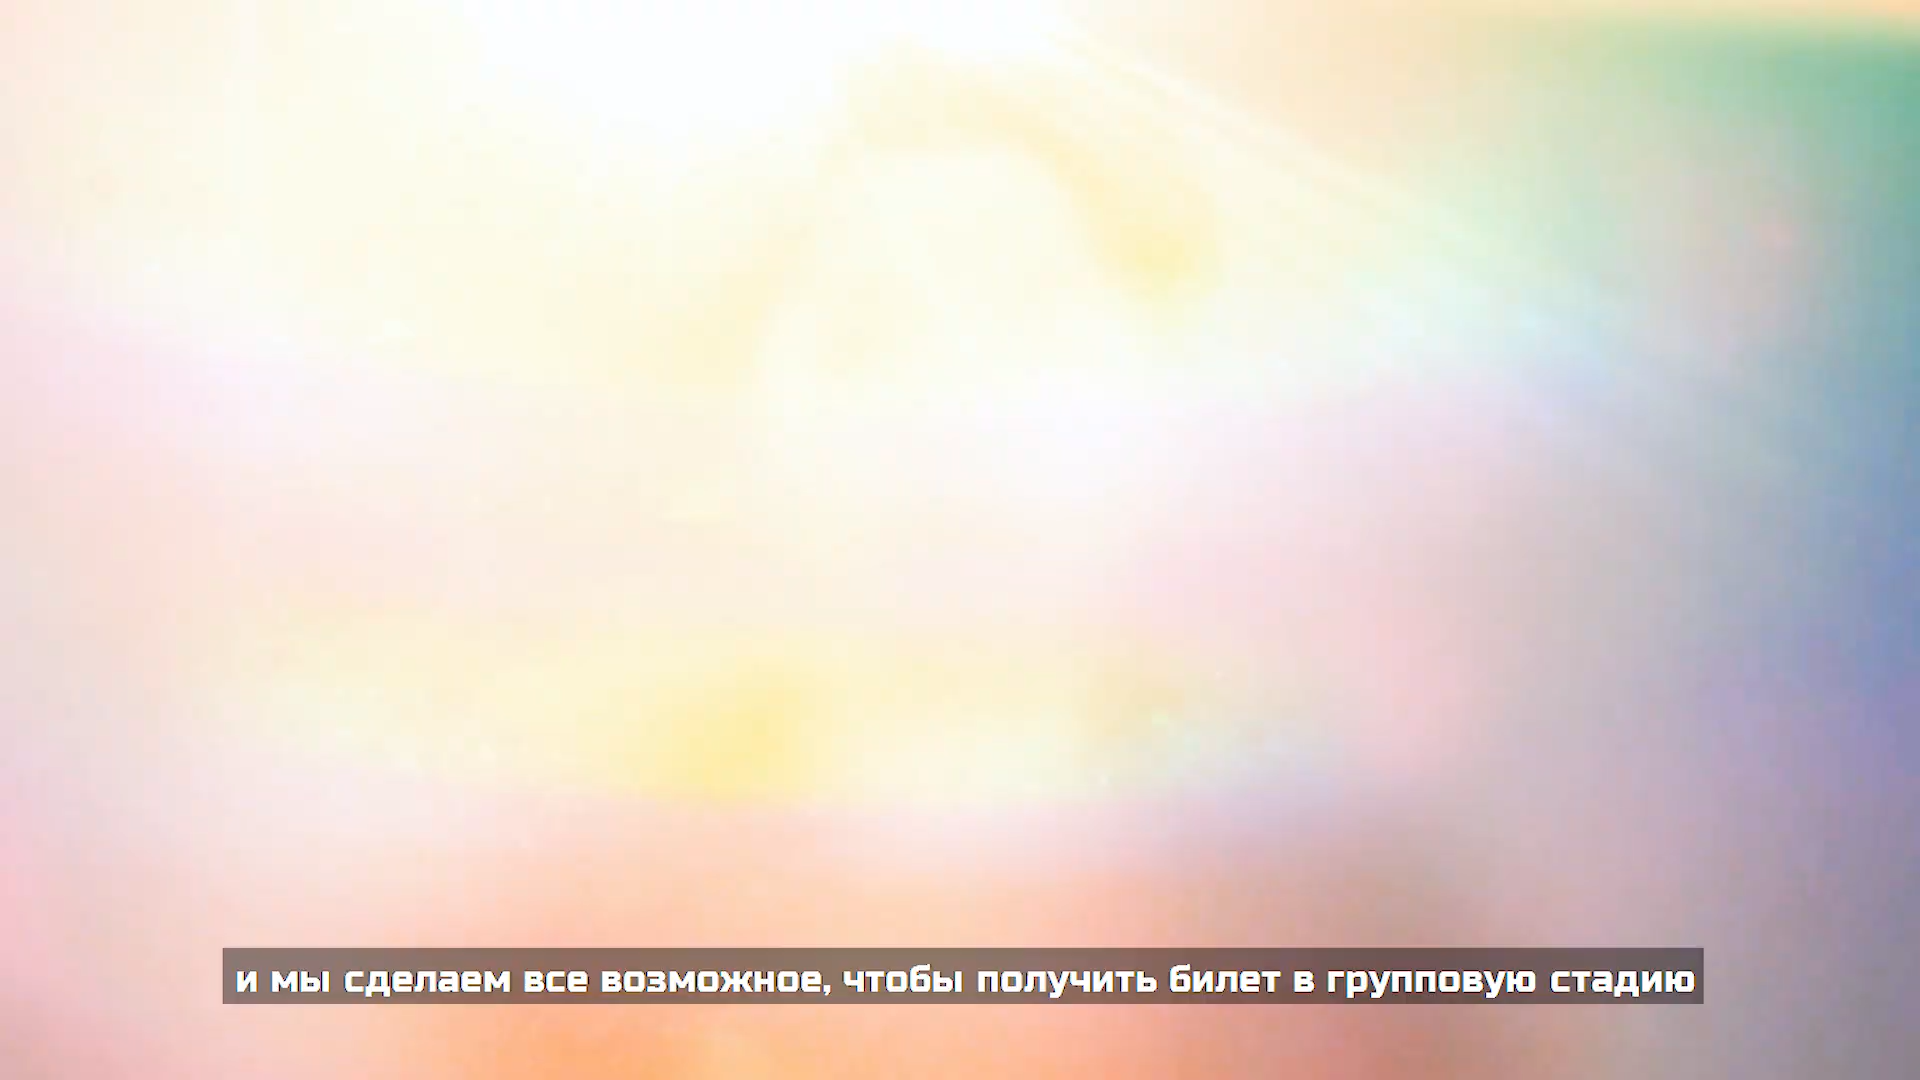 и мы сделаем все возможное, чтобы получить билет в групповую стадию